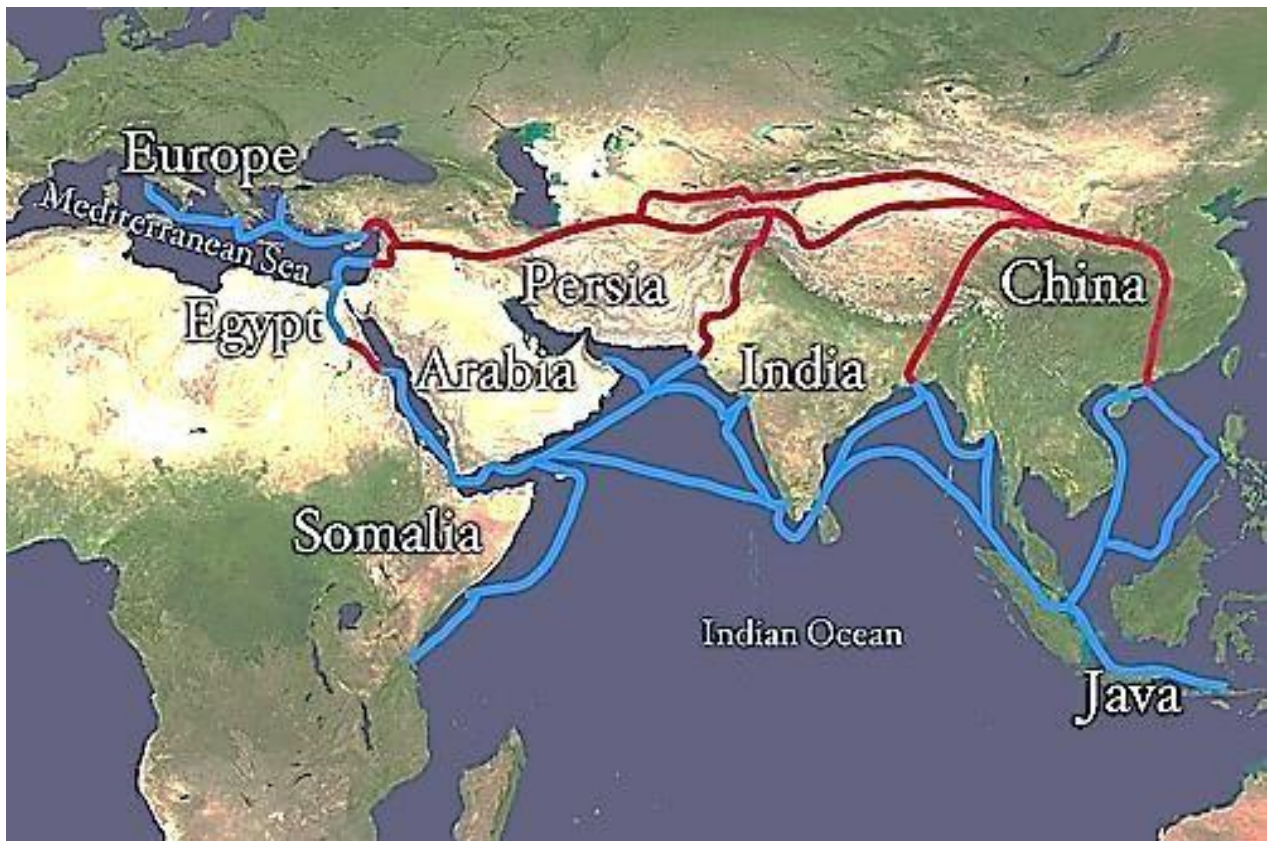 Europe
Mediterranean Sea
Egypt
Persia
China
Arabia
India
Somalia
Indian Ocean
Java